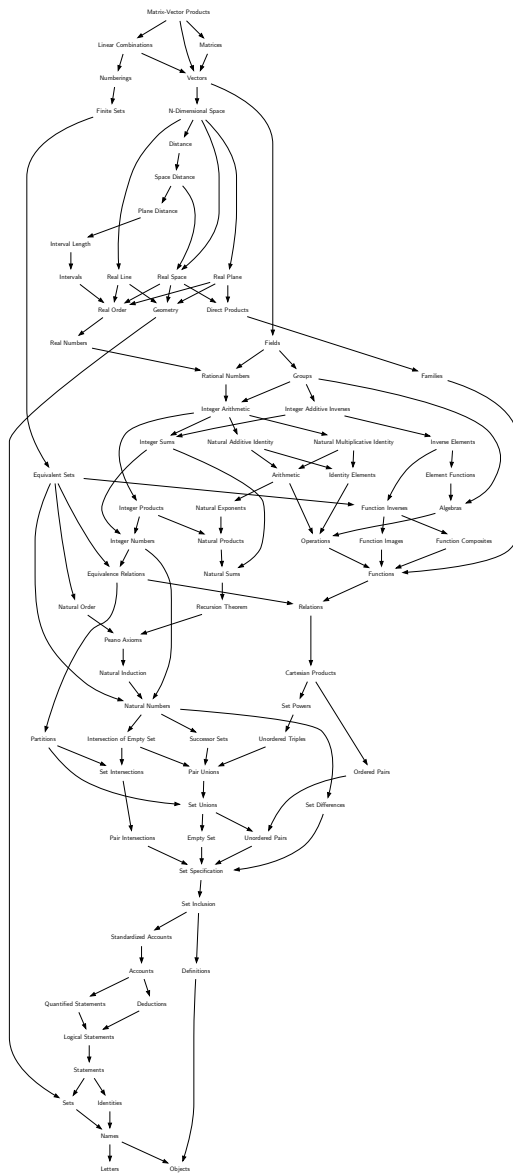 Matrix-Vector Products
Linear Combinations Matrices
Numberings Vectors
Finite Sets N-Dimensional Space
Distance
Space Distance
Plane Distance
Interval Length
Intervals Real Line Real Space Real Plane
Real Order Geometry Direct Products
Real Numbers Fields
Rational Numbers Groups Families
Integer Arithmetic Integer Additive Inverses
Integer Sums Natural Additive Identity Natural Multiplicative Identity Inverse Elements
Equivalent Sets Arithmetic Identity Elements Element Functions
Integer Products Natural Exponents Function Inverses Algebras
Integer Numbers Natural Products Operations Function Images Function Composites
Equivalence Relations Natural Sums Functions
Natural Order Recursion Theorem Relations
Peano Axioms
Natural Induction Cartesian Products
Natural Numbers Set Powers
Partitions Intersection of Empty Set Successor Sets Unordered Triples
Set Intersections Pair Unions Ordered Pairs
Set Unions Set Differences
Pair Intersections Empty Set Unordered Pairs
Set Specification
Set Inclusion
Standardized Accounts
Accounts Definitions
Quantified Statements Deductions
Logical Statements
Statements
Sets Identities
Names
Letters Objects